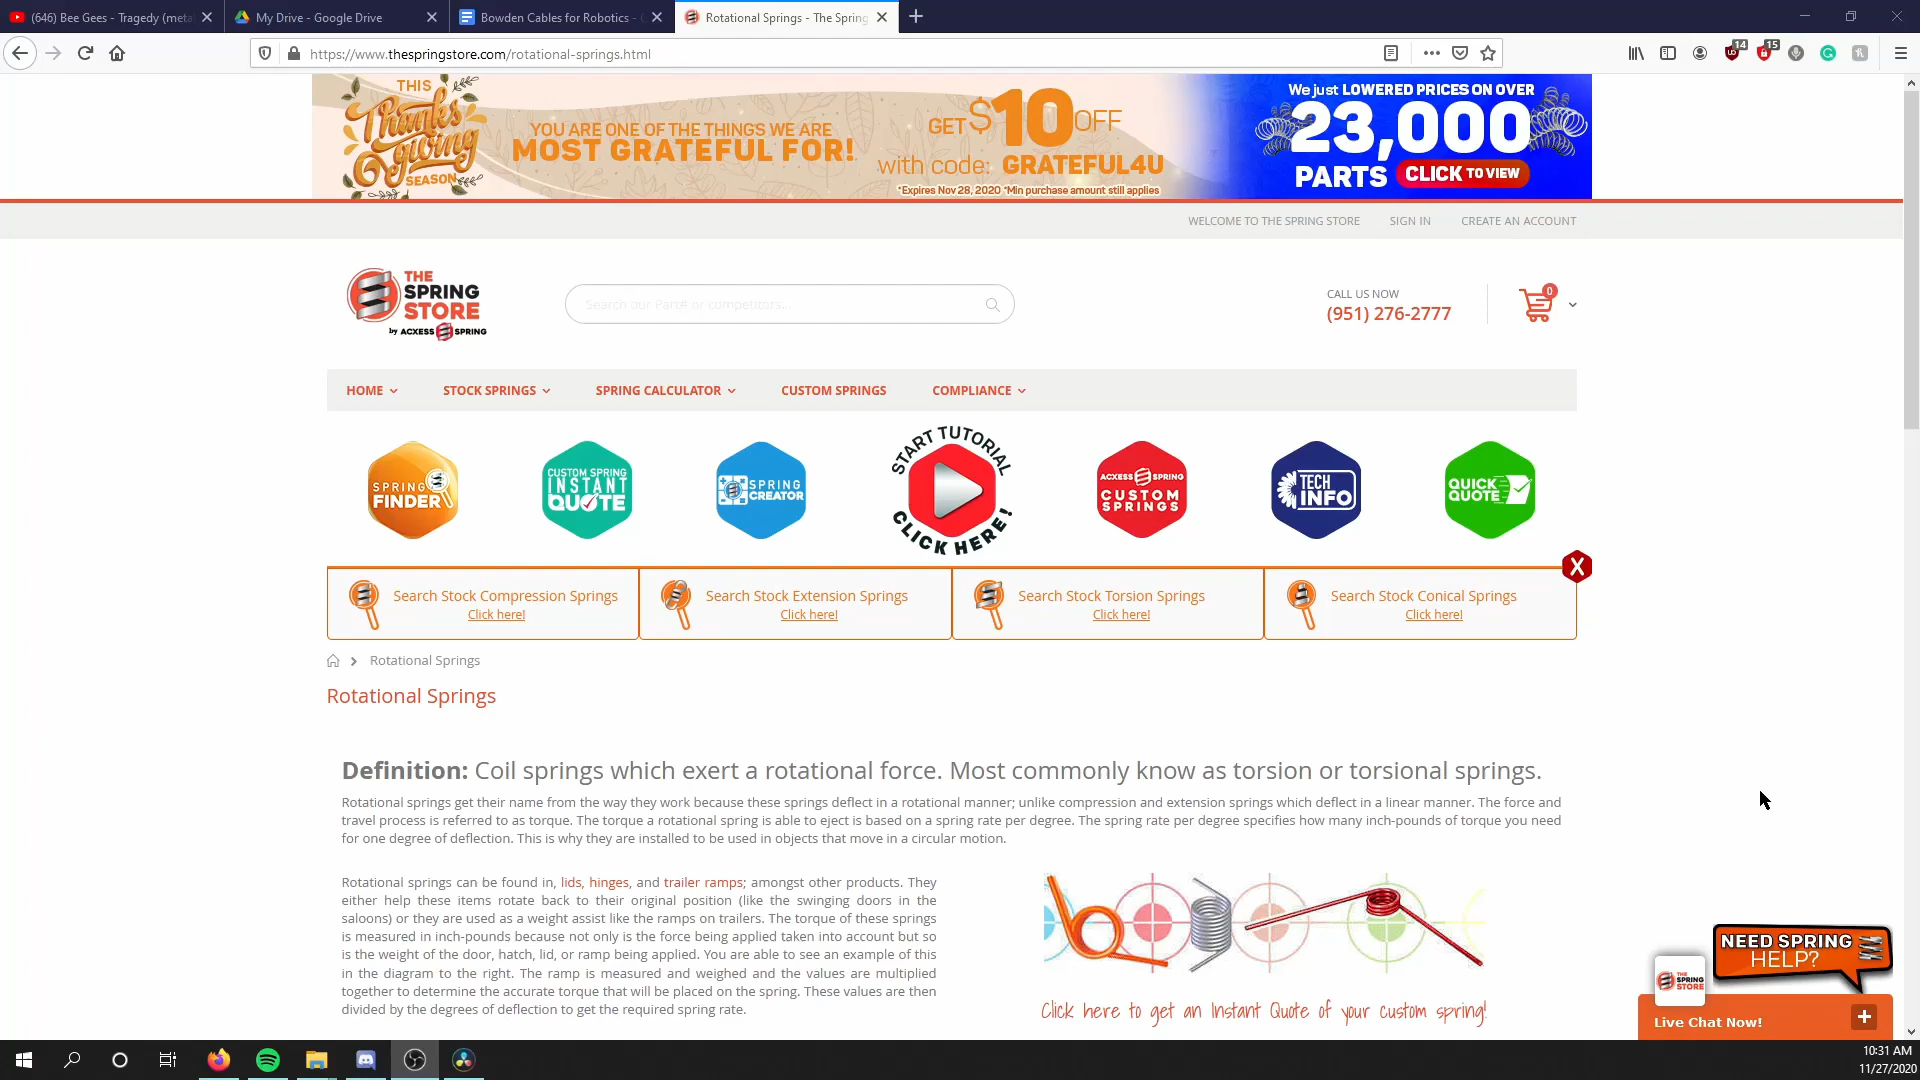 (646) Bee Gees - Tragedy (meta
My Drive - Google Drive
Bowden Cables for Robotics -
Rotational Springs - The Spring
https://www.thespringstore.com/rotational-springs.html
14
15
THIS
Thanksgiving
SEASON
YOU ARE ONE OF THE THINGS WE ARE
MOST GRATEFUL FOR!
GET $10 OFF
with code: GRATEFUL4U
*Expires Nov 28, 2020 *Min purchase amount still applies
We just LOWERED PRICES ON OVER
23,000
PARTS CLICK TO VIEW
WELCOME TO THE SPRING STORE
SIGN IN
CREATE AN ACCOUNT
THE
SPRING
STORE
by ACXESS SPRING
Search our Part# or competitors...
CALL US NOW
(951) 276-2777
0
HOME
STOCK SPRINGS
SPRING CALCULATOR
CUSTOM SPRINGS
COMPLIANCE
SPRING
FINDER
CUSTOM SPRING
INSTANT
QUOTE
SPRING
CREATOR
START TUTORIAL
CLICK HERE!
ACXESS SPRING
CUSTOM
SPRINGS
TECH
INFO
QUICK
QUOTE
X
Search Stock Compression Springs
Click here!
Search Stock Extension Springs
Click here!
Search Stock Torsion Springs
Click here!
Search Stock Conical Springs
Click here!
Rotational Springs
Rotational Springs
Definition: Coil springs which exert a rotational force. Most commonly know as torsion or torsional springs.
Rotational springs get their name from the way they work because these springs deflect in a rotational manner; unlike compression and extension springs which deflect in a linear manner. The force and
travel process is referred to as torque. The torque a rotational spring is able to eject is based on a spring rate per degree. The spring rate per degree specifies how many inch-pounds of torque you need
for one degree of deflection. This is why they are installed to be used in objects that move in a circular motion.
Rotational springs can be found in, lids, hinges, and trailer ramps; amongst other products. They
either help these items rotate back to their original position (like the swinging doors in the
saloons) or they are used as a weight assist like the ramps on trailers. The torque of these springs
is measured in inch-pounds because not only is the force being applied taken into account but so
is the weight of the door, hatch, lid, or ramp being applied. You are able to see an example of this
in the diagram to the right. The ramp is measured and weighed and the values are multiplied
together to determine the accurate torque that will be placed on the spring. These values are then
divided by the degrees of deflection to get the required spring rate.
Click here to get an Instant Quote of your custom spring!
NEED SPRING
HELP?
THE
SPRING
STORE
Live Chat Now!
10:31 AM
11/27/2020